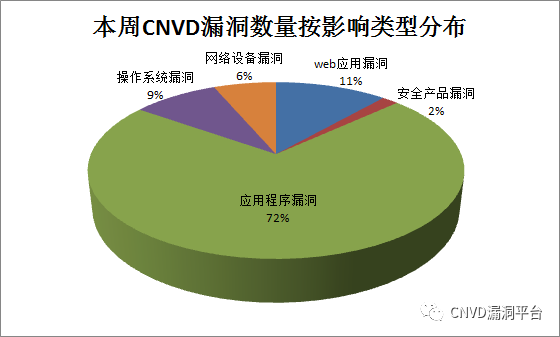 本周CNVD漏洞数量按影响类型分布
网络设备漏洞
6%
web应用漏洞
11%
操作系统漏洞
9%
安全产品漏洞
2%
应用程序漏洞
72%
CNVD漏洞平台